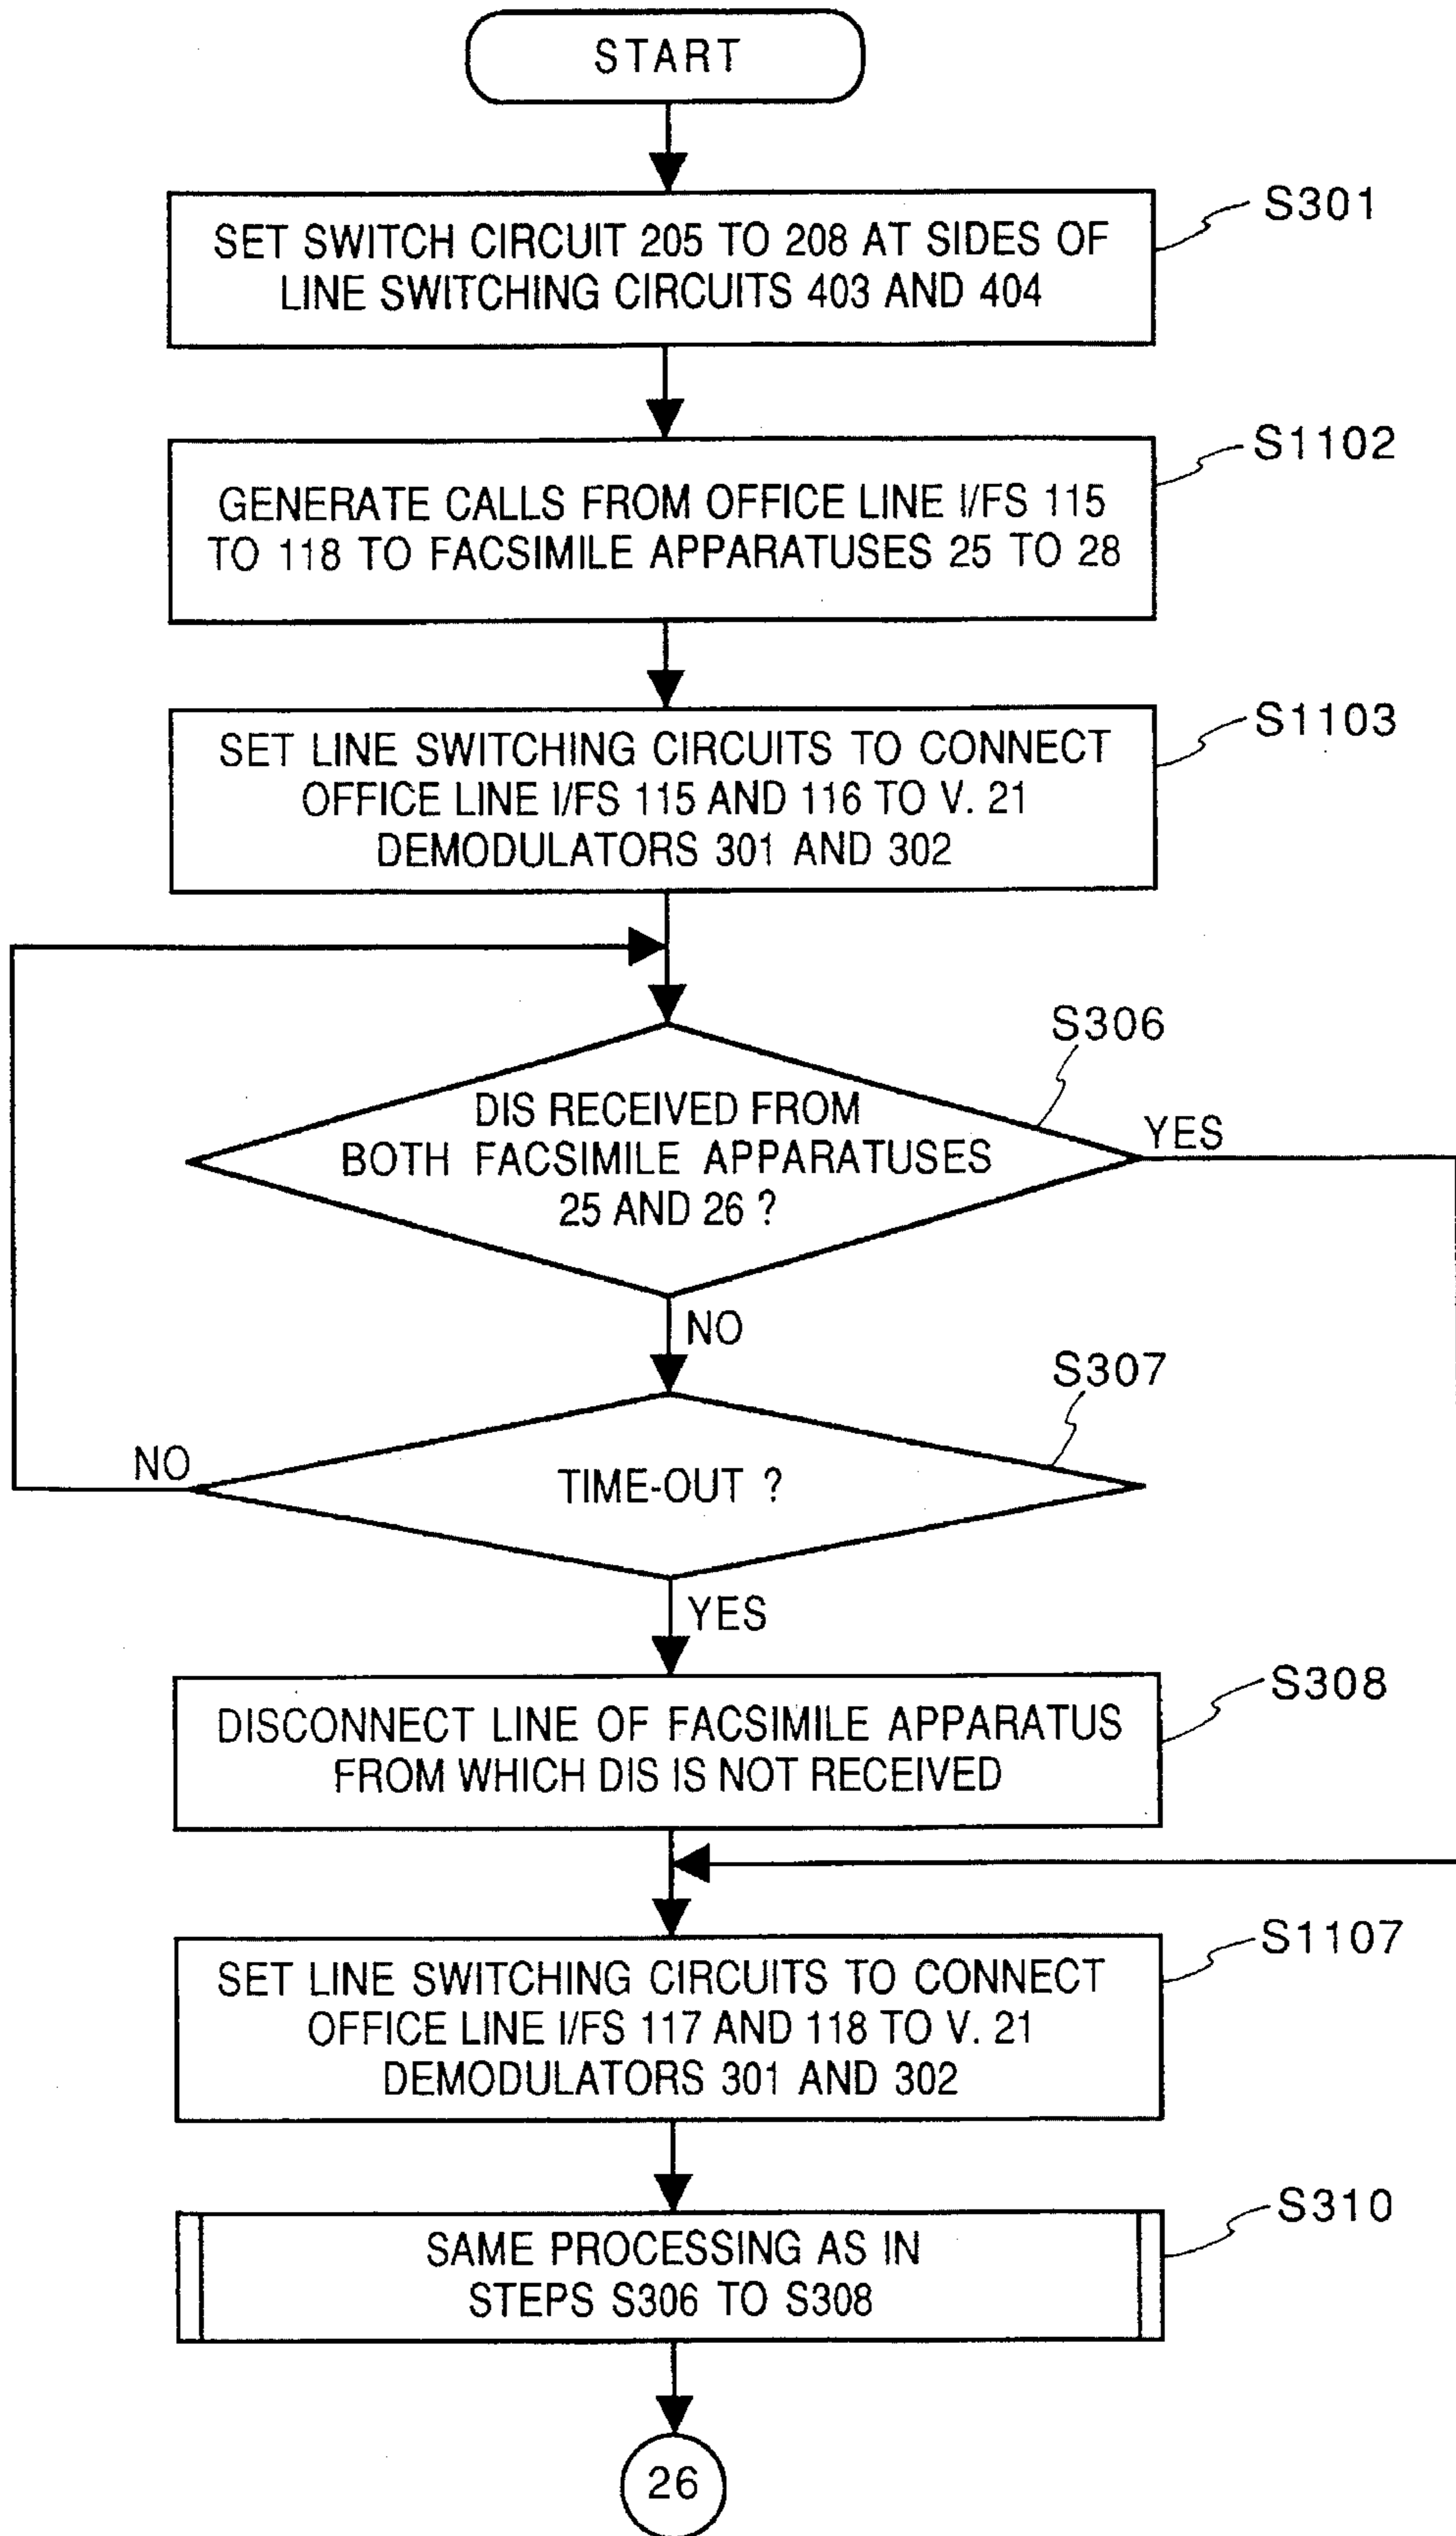 START
S301
SET SWITCH CIRCUIT 205 TO 208 AT SIDES OF
LINE SWITCHING CIRCUITS 403 AND 404
S1102
GENERATE CALLS FROM OFFICE LINE I/FS 115
TO 118 TO FACSIMILE APPARATUSES 25 TO 28
S1103
SET LINE SWITCHING CIRCUITS TO CONNECT
OFFICE LINE I/FS 115 AND 116 TO V. 21
DEMODULATORS 301 AND 302
S306
DIS RECEIVED FROM
BOTH FACSIMILE APPARATUSES
25 AND 26 ?
YES
NO
S307
TIME-OUT ?
NO
YES
S308
DISCONNECT LINE OF FACSIMILE APPARATUS
FROM WHICH DIS IS NOT RECEIVED
S1107
SET LINE SWITCHING CIRCUITS TO CONNECT
OFFICE LINE I/FS 117 AND 118 TO V. 21
DEMODULATORS 301 AND 302
S310
SAME PROCESSING AS IN
STEPS S306 TO S308
26